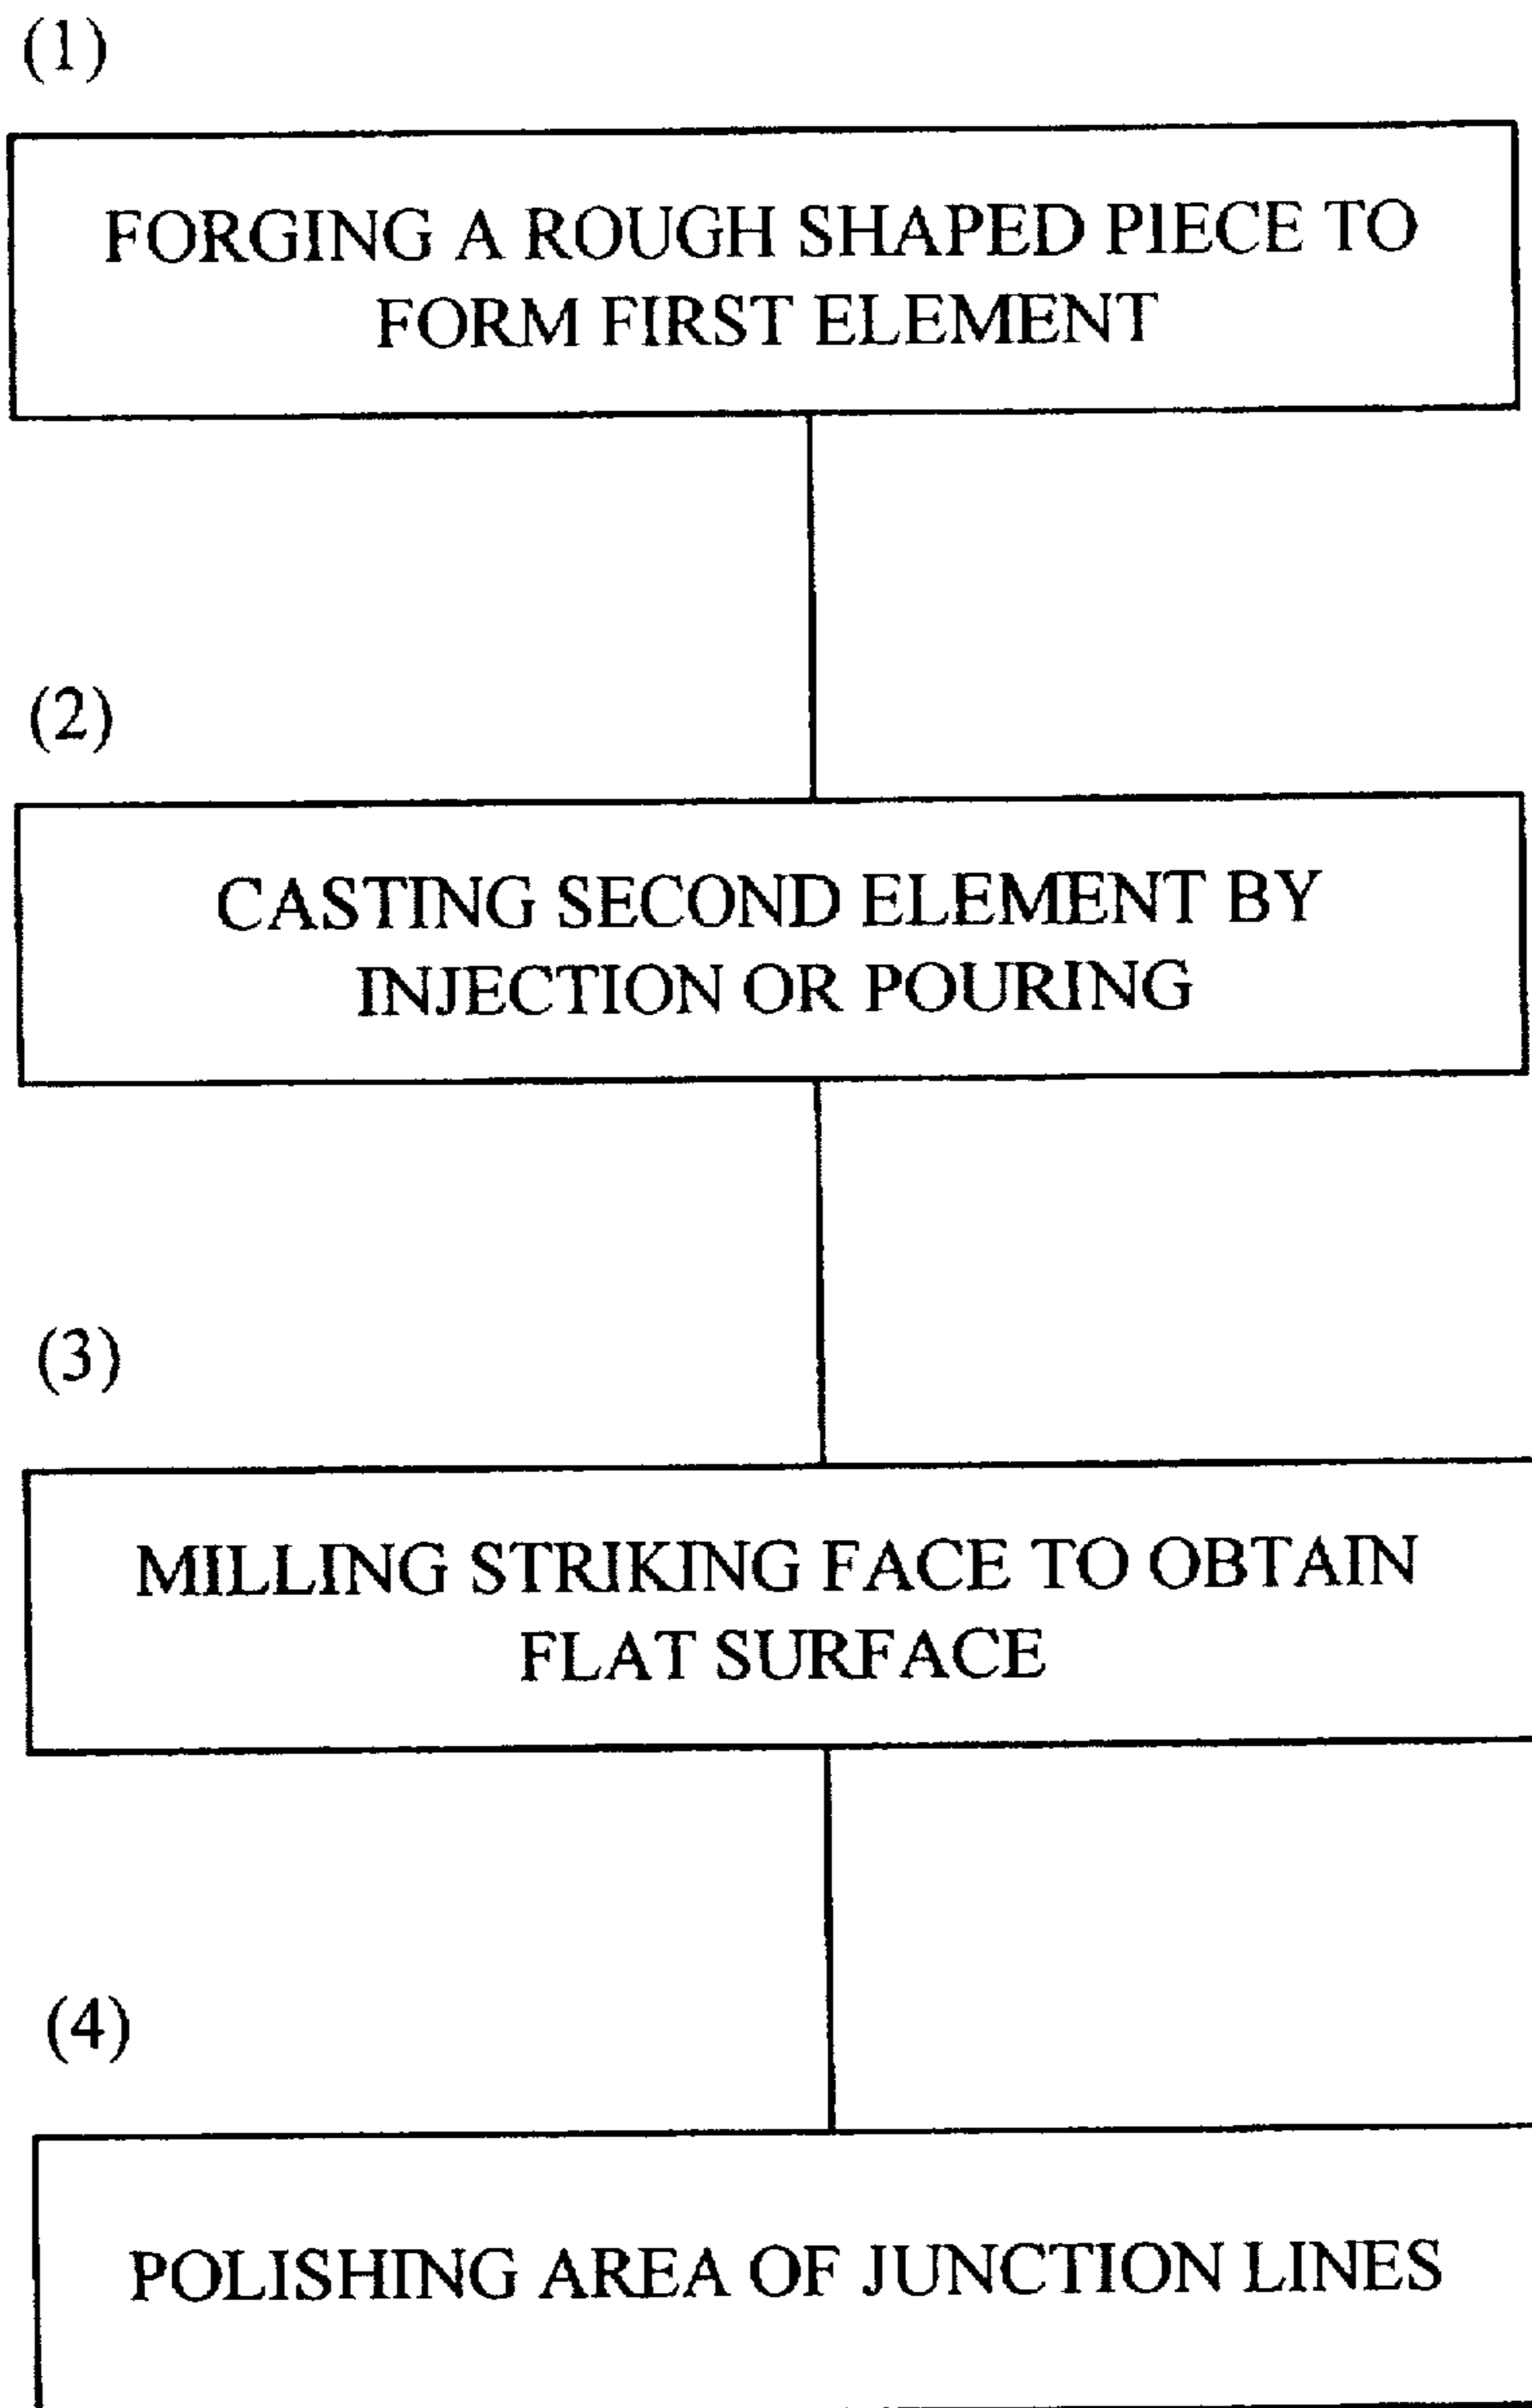 (1)
FORGING A ROUGH SHAPED PIECE TO
FORM FIRST ELEMENT
(2)
CASTING SECOND ELEMENT BY
INJECTION OR POURING
(3)
MILLING STRIKING FACE TO OBTAIN
FLAT SURFACE
(4)
POLISHING AREA OF JUNCTION LINES